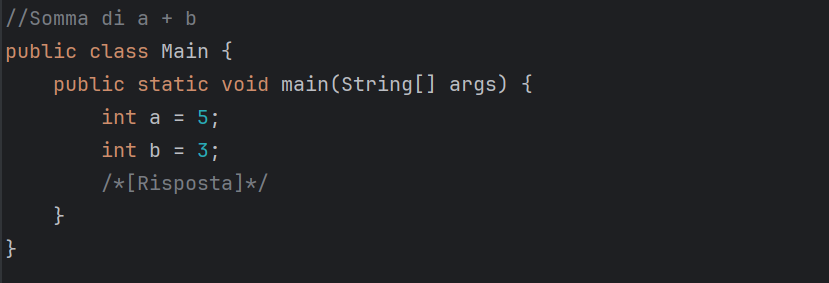 //Somma di a + b
public class Main {
    public static void main(String[] args) {
        int a = 5;
        int b = 3;
        /*[Risposta]*/
    }
}